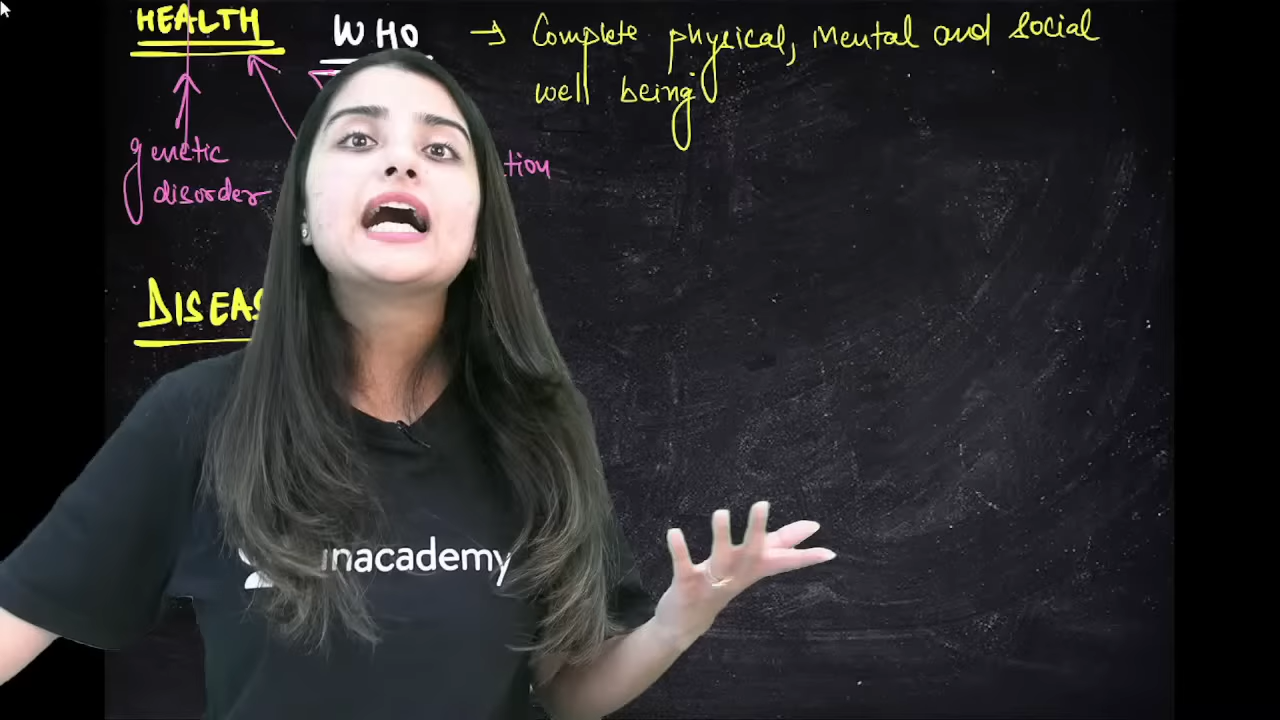 HEALTH
WHO → Complete physical, mental and social
well being
genetic
disorder
tion
DISEAS
unacademy